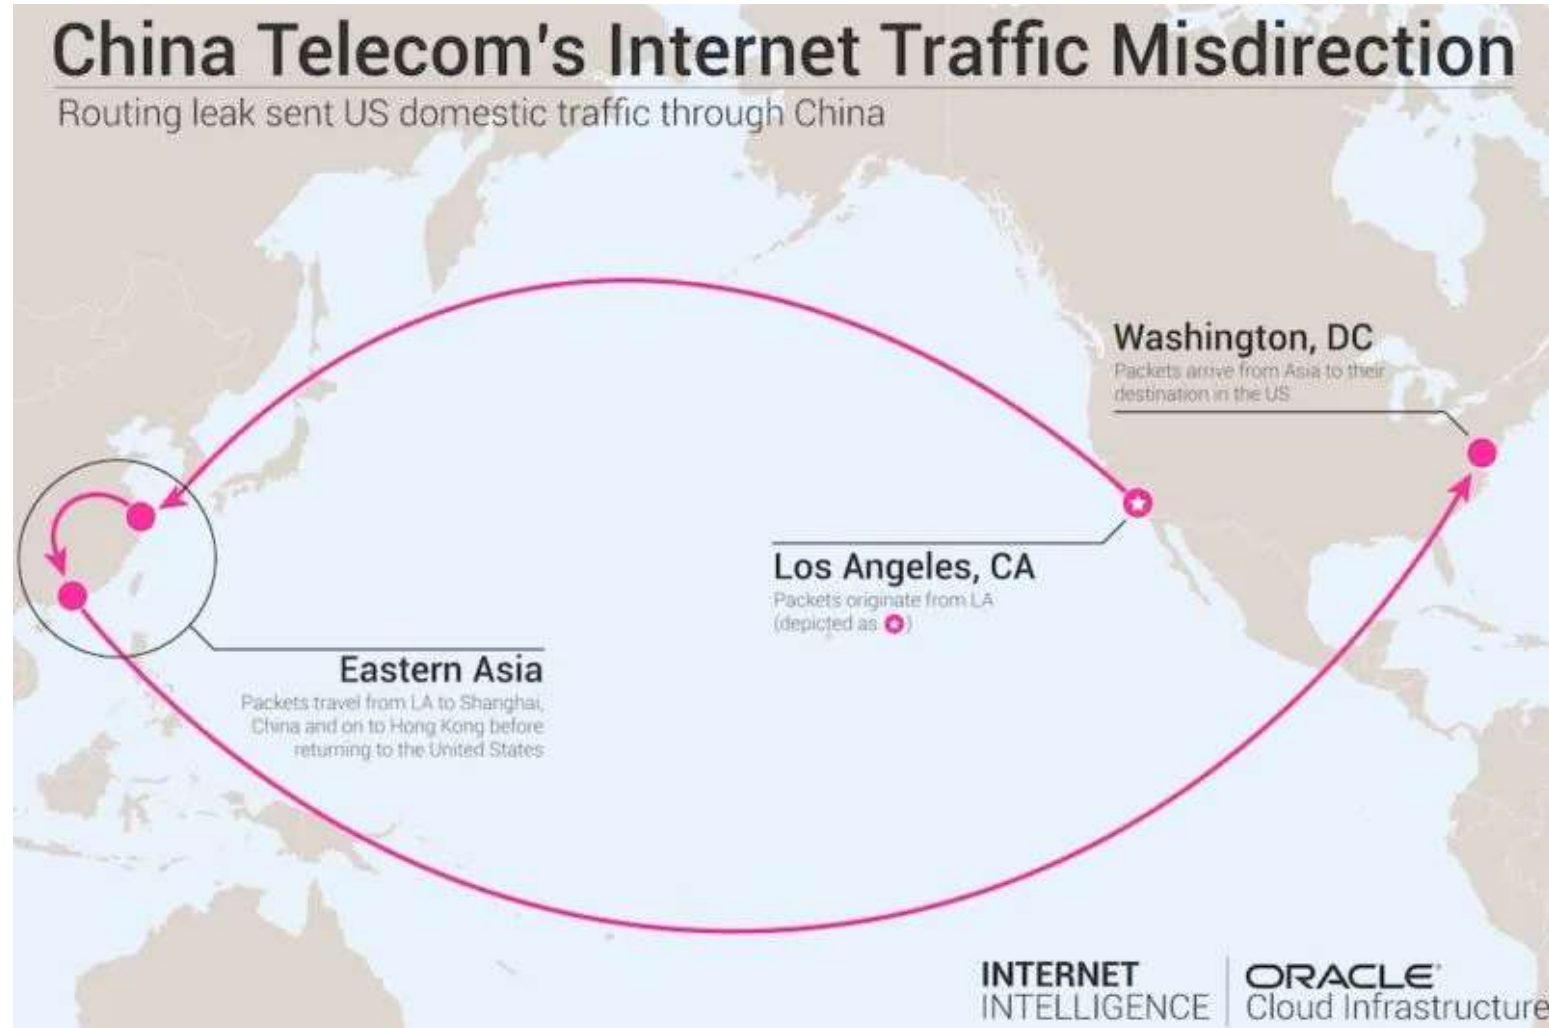 China Telecom's Internet Traffic Misdirection
Routing leak sent US domestic traffic through China
Washington, DC
Packets arrive from Asia to their
destination in the US
Los Angeles, CA
Packets originate from LA
(depicted as )
Eastern Asia
Packets travel from LA to Shanghai,
China and on to Hong Kong before
returning to the United States
INTERNET
INTELLIGENCE
ORACLE
Cloud Infrastructure